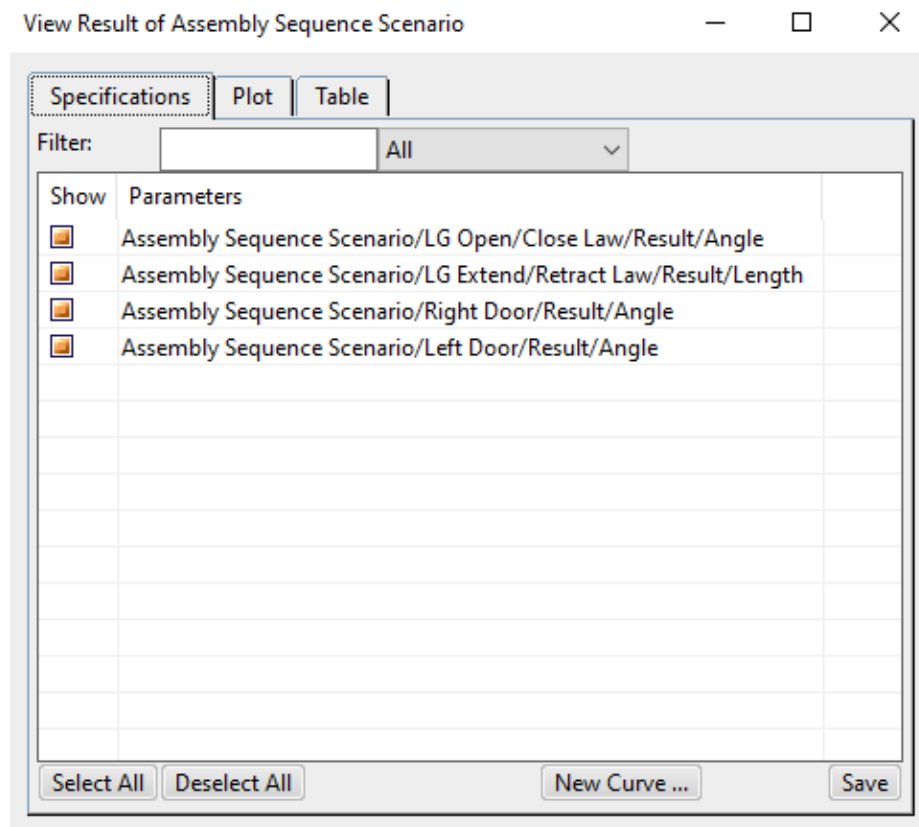 View Result of Assembly Sequence Scenario
Specifications Plot Table
Filter: All
Show Parameters
Assembly Sequence Scenario/LG Open/Close Law/Result/Angle
Assembly Sequence Scenario/LG Extend/Retract Law/Result/Length
Assembly Sequence Scenario/Right Door/Result/Angle
Assembly Sequence Scenario/Left Door/Result/Angle
Select All Deselect All New Curve ... Save